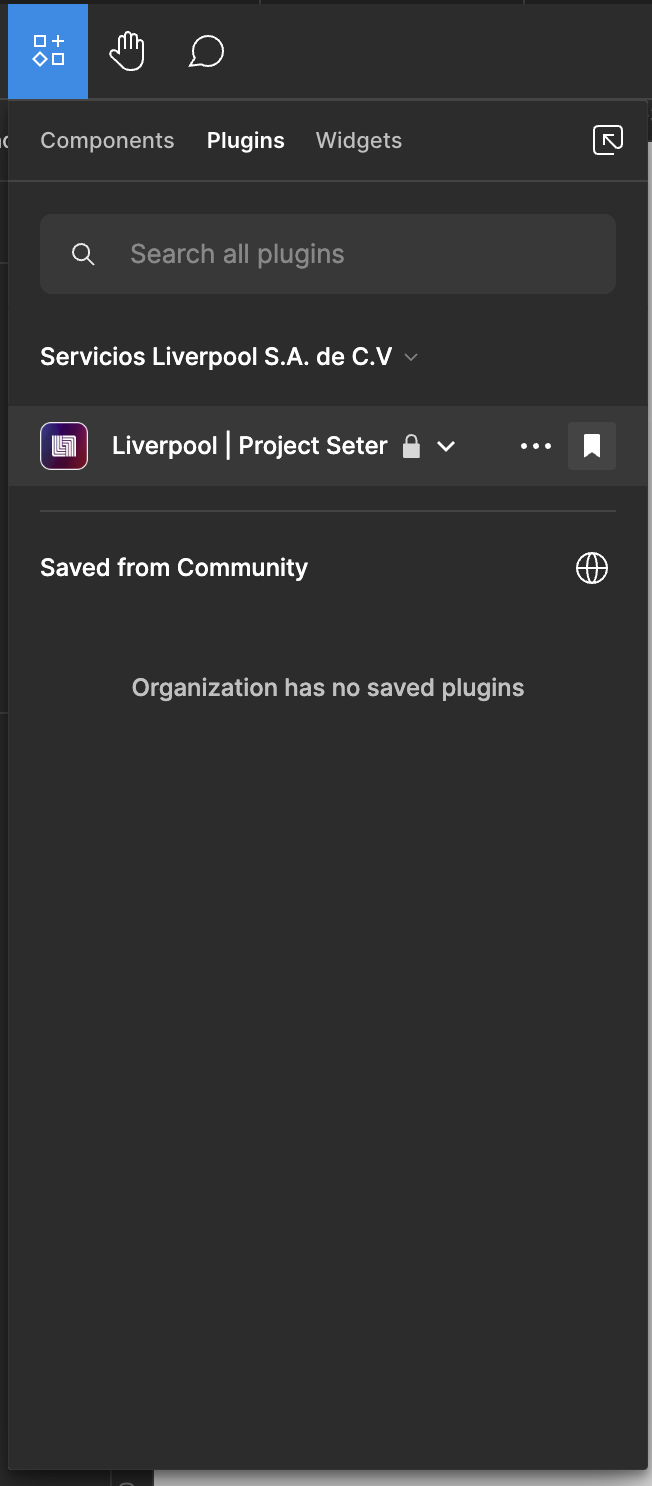 Components Plugins Widgets
Search all plugins
Servicios Liverpool S.A. de C.V
Liverpool | Project Seter
Saved from Community
Organization has no saved plugins